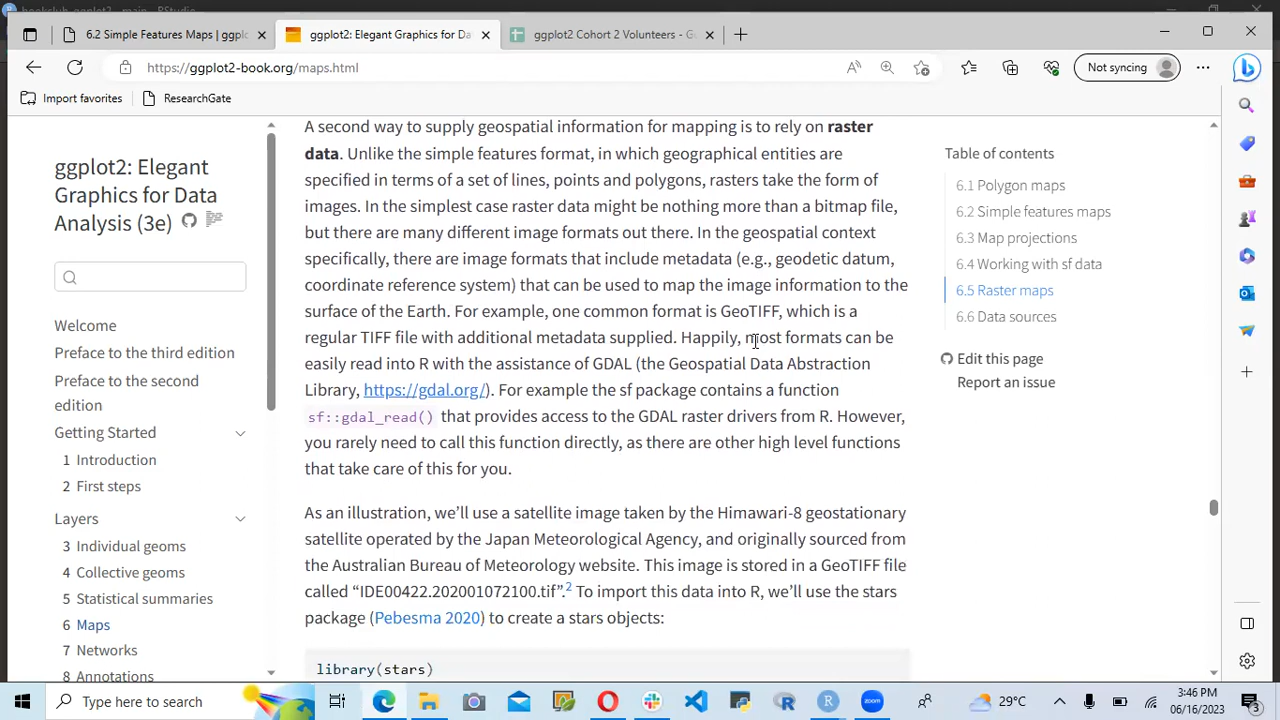 bookclub_ggplot2 - main - RStudio
6.2 Simple Features Maps | ggplo
ggplot2: Elegant Graphics for Da
ggplot2 Cohort 2 Volunteers - G
https://ggplot2-book.org/maps.html
Not syncing
Import favorites
ResearchGate
ggplot2: Elegant
Graphics for Data
Analysis (3e)
Welcome
Preface to the third edition
Preface to the second
edition
Getting Started
1 Introduction
2 First steps
Layers
3 Individual geoms
4 Collective geoms
5 Statistical summaries
6 Maps
7 Networks
8 Annotations
A second way to supply geospatial information for mapping is to rely on raster
data. Unlike the simple features format, in which geographical entities are
specified in terms of a set of lines, points and polygons, rasters take the form of
images. In the simplest case raster data might be nothing more than a bitmap file,
but there are many different image formats out there. In the geospatial context
specifically, there are image formats that include metadata (e.g., geodetic datum,
coordinate reference system) that can be used to map the image information to the
surface of the Earth. For example, one common format is GeoTIFF, which is a
regular TIFF file with additional metadata supplied. Happily, most formats can be
easily read into R with the assistance of GDAL (the Geospatial Data Abstraction
Library, https://gdal.org/). For example the sf package contains a function
sf::gdal_read() that provides access to the GDAL raster drivers from R. However,
you rarely need to call this function directly, as there are other high level functions
that take care of this for you.
As an illustration, we’ll use a satellite image taken by the Himawari-8 geostationary
satellite operated by the Japan Meteorological Agency, and originally sourced from
the Australian Bureau of Meteorology website. This image is stored in a GeoTIFF file
called “IDE00422.202001072100.tif”.2 To import this data into R, we’ll use the stars
package (Pebesma 2020) to create a stars objects:
library(stars)
Table of contents
6.1 Polygon maps
6.2 Simple features maps
6.3 Map projections
6.4 Working with sf data
6.5 Raster maps
6.6 Data sources
Edit this page
Report an issue
Type here to search
29°C
3:46 PM
06/16/2023
3